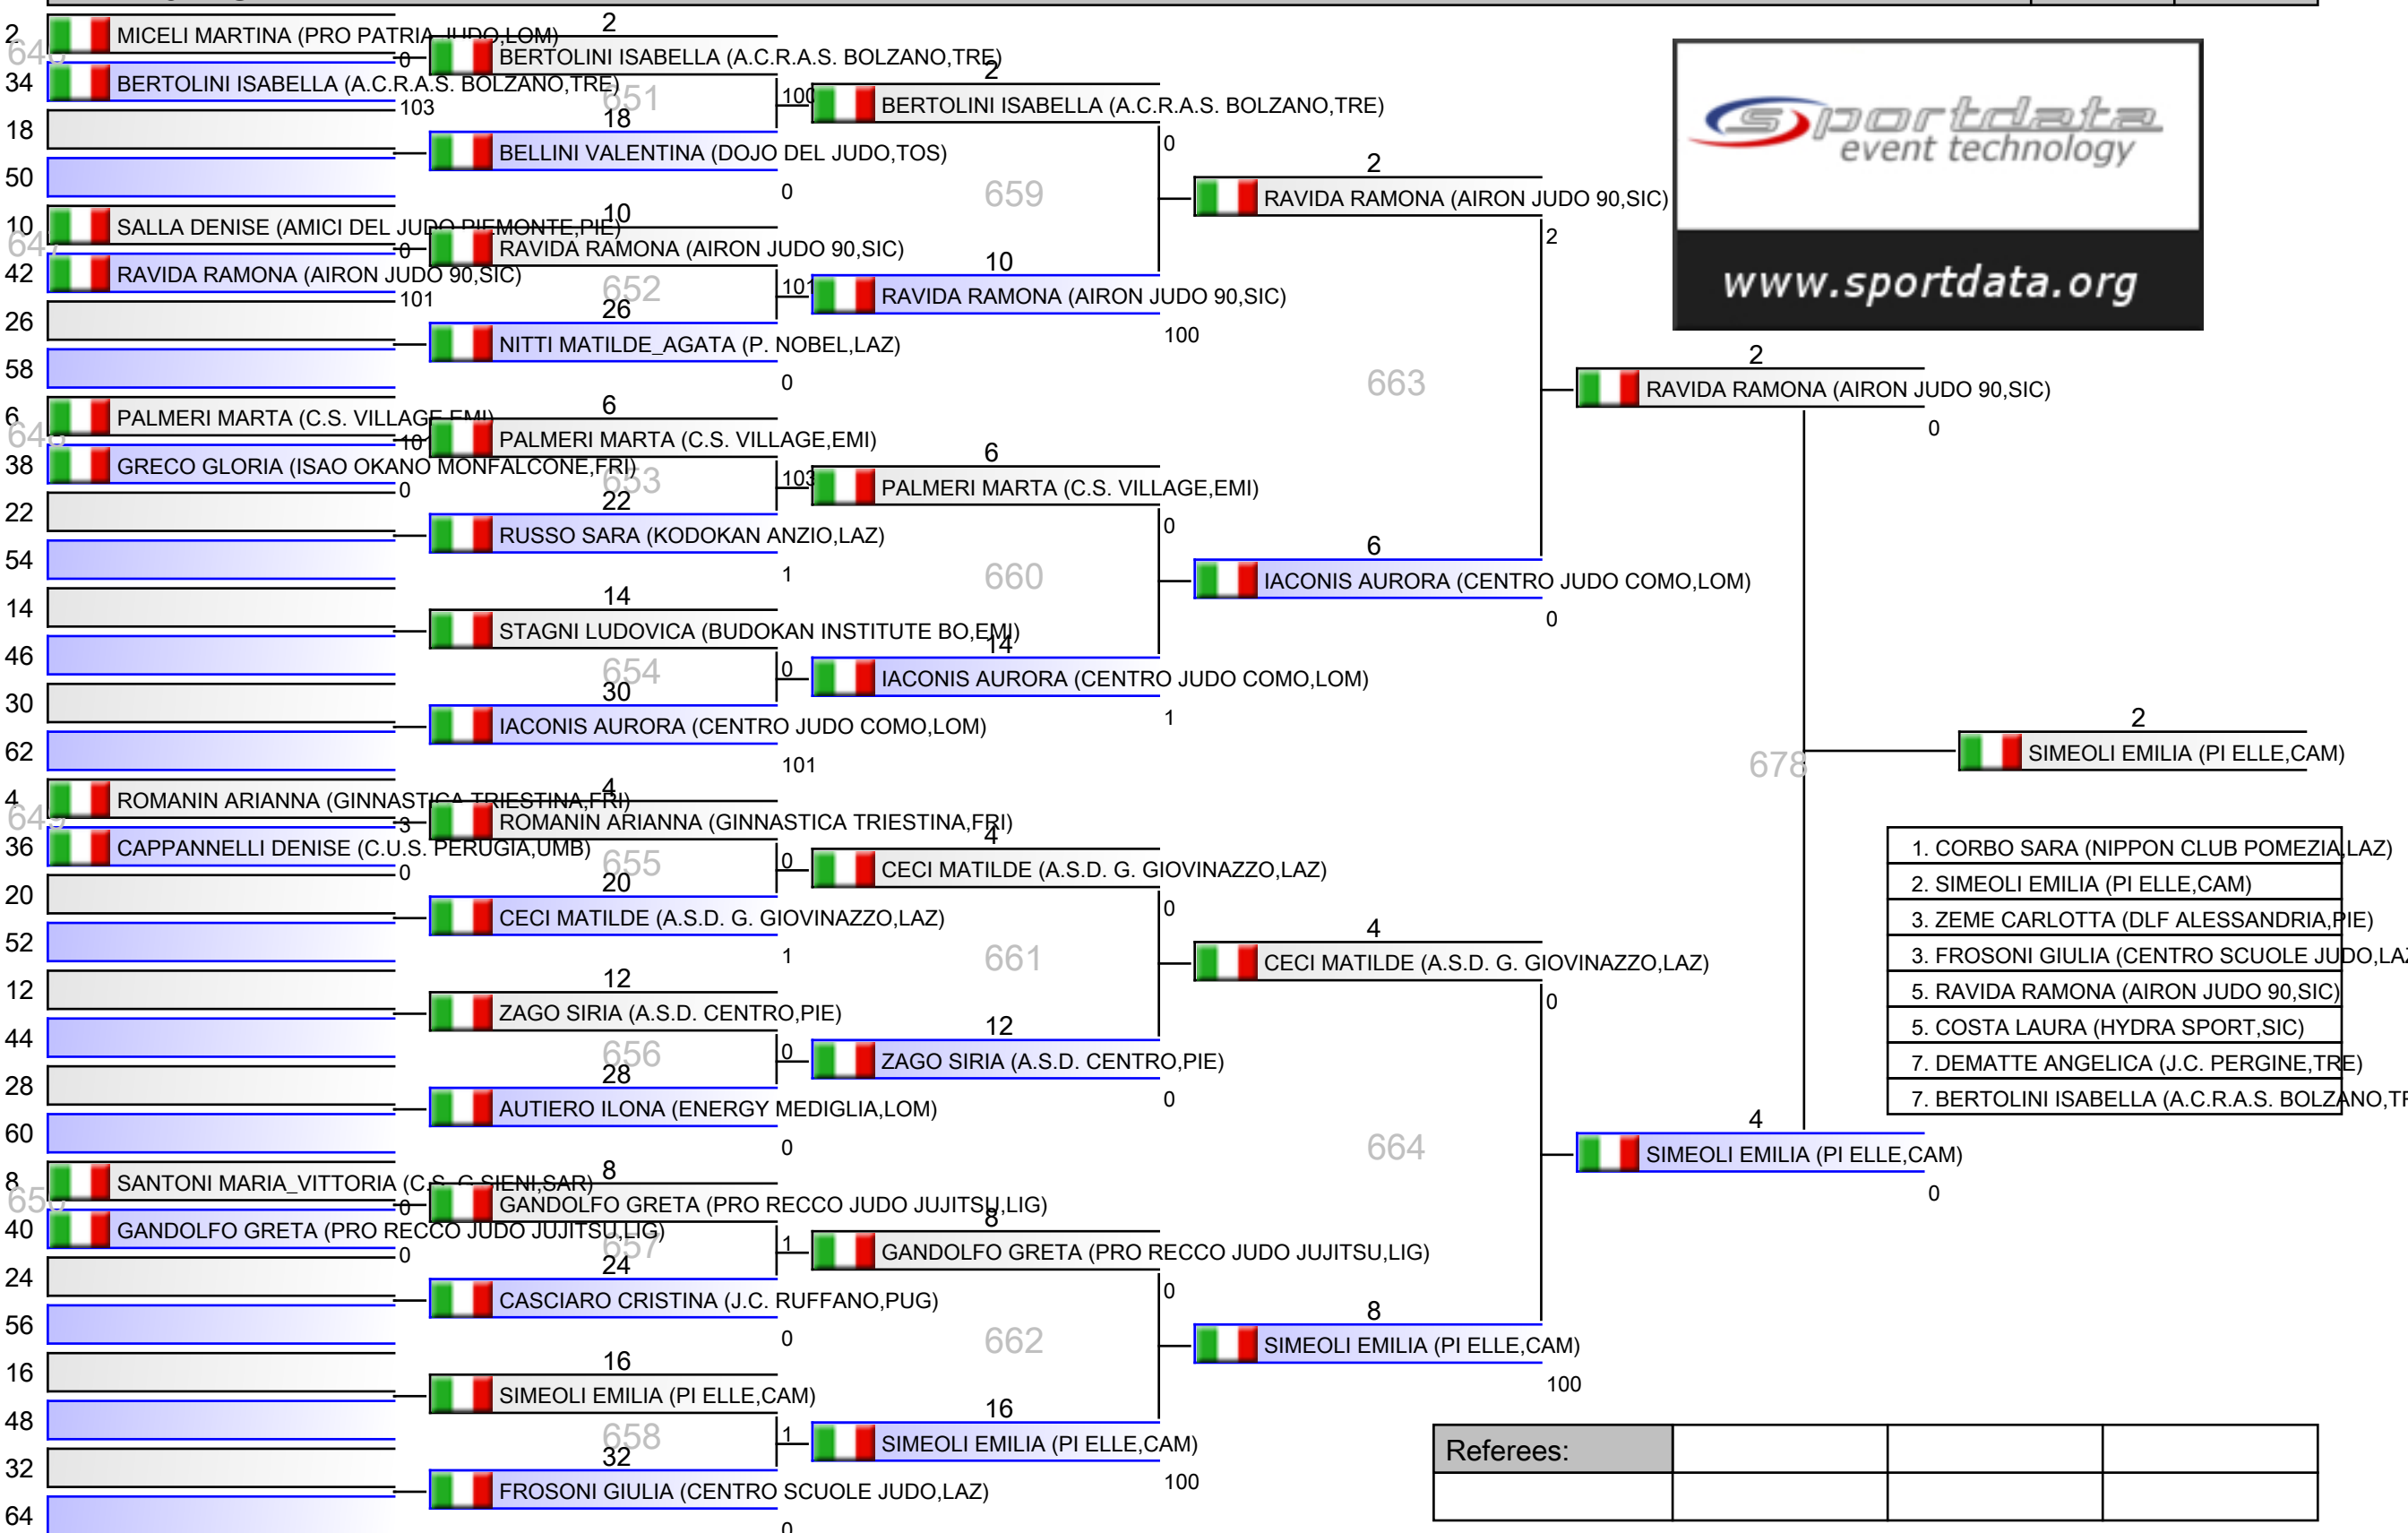 2
MICELI MARTINA (PRO PATRIA JUDO,LOM)
0
34
BERTOLINI ISABELLA (A.C.R.A.S. BOLZANO,TRE)
103
18
50
10
SALLA DENISE (AMICI DEL JUDO PIEMONTE,PIE)
0
647
42
RAVIDA RAMONA (AIRON JUDO 90,SIC)
101
26
58
6
PALMERI MARTA (C.S. VILLAGE,EMI)
648
38
GRECO GLORIA (ISAO OKANO MONFALCONE,FRI)
0
22
54
14
46
30
62
4
ROMANIN ARIANNA (GINNASTICA TRIESTINA,FRI)
3
649
36
CAPPANNELLI DENISE (C.U.S. PERUGIA,UMB)
0
20
52
12
44
28
60
8
SANTONI MARIA_VITTORIA (C.S. G.SIENI,SAR)
0
650
40
GANDOLFO GRETA (PRO RECCO JUDO JUJITSU,LIG)
0
24
56
16
48
32
64
2
BERTOLINI ISABELLA (A.C.R.A.S. BOLZANO,TRE)
100
651
18
BELLINI VALENTINA (DOJO DEL JUDO,TOS)
0
10
RAVIDA RAMONA (AIRON JUDO 90,SIC)
101
652
26
NITTI MATILDE_AGATA (P. NOBEL,LAZ)
0
6
PALMERI MARTA (C.S. VILLAGE,EMI)
103
653
22
RUSSO SARA (KODOKAN ANZIO,LAZ)
1
14
STAGNI LUDOVICA (BUDOKAN INSTITUTE BO,EMI)
0
654
30
IACONIS AURORA (CENTRO JUDO COMO,LOM)
101
4
ROMANIN ARIANNA (GINNASTICA TRIESTINA,FRI)
0
655
20
CECI MATILDE (A.S.D. G. GIOVINAZZO,LAZ)
1
12
ZAGO SIRIA (A.S.D. CENTRO,PIE)
0
656
28
AUTIERO ILONA (ENERGY MEDIGLIA,LOM)
0
8
GANDOLFO GRETA (PRO RECCO JUDO JUJITSU,LIG)
1
657
24
CASCIARO CRISTINA (J.C. RUFFANO,PUG)
0
16
SIMEOLI EMILIA (PI ELLE,CAM)
1
658
32
FROSONI GIULIA (CENTRO SCUOLE JUDO,LAZ)
0
2
BERTOLINI ISABELLA (A.C.R.A.S. BOLZANO,TRE)
0
659
10
RAVIDA RAMONA (AIRON JUDO 90,SIC)
100
6
PALMERI MARTA (C.S. VILLAGE,EMI)
0
660
14
IACONIS AURORA (CENTRO JUDO COMO,LOM)
1
4
CECI MATILDE (A.S.D. G. GIOVINAZZO,LAZ)
0
661
12
ZAGO SIRIA (A.S.D. CENTRO,PIE)
0
8
GANDOLFO GRETA (PRO RECCO JUDO JUJITSU,LIG)
0
662
16
SIMEOLI EMILIA (PI ELLE,CAM)
100
2
RAVIDA RAMONA (AIRON JUDO 90,SIC)
2
663
6
IACONIS AURORA (CENTRO JUDO COMO,LOM)
0
4
CECI MATILDE (A.S.D. G. GIOVINAZZO,LAZ)
0
664
8
SIMEOLI EMILIA (PI ELLE,CAM)
100
2
RAVIDA RAMONA (AIRON JUDO 90,SIC)
0
678
4
SIMEOLI EMILIA (PI ELLE,CAM)
0
2
SIMEOLI EMILIA (PI ELLE,CAM)
sportdata
event technology
www.sportdata.org
1. CORBO SARA (NIPPON CLUB POMEZIA,LAZ)
2. SIMEOLI EMILIA (PI ELLE,CAM)
3. ZEME CARLOTTA (DLF ALESSANDRIA,PIE)
3. FROSONI GIULIA (CENTRO SCUOLE JUDO,LAZ
5. RAVIDA RAMONA (AIRON JUDO 90,SIC)
5. COSTA LAURA (HYDRA SPORT,SIC)
7. DEMATTE ANGELICA (J.C. PERGINE,TRE)
7. BERTOLINI ISABELLA (A.C.R.A.S. BOLZANO,TR
Referees: